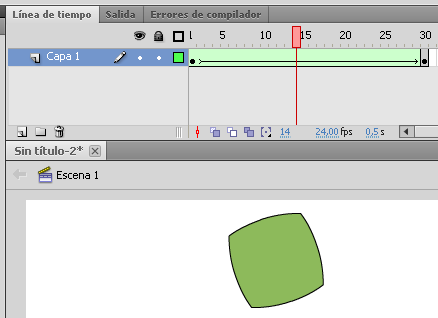 Línea de tiempo Salida Errores de compilador
1 5 10 15 20 25 30
Capa 1
14 24,00 fps 0,5 s
Sin título-2*
Escena 1